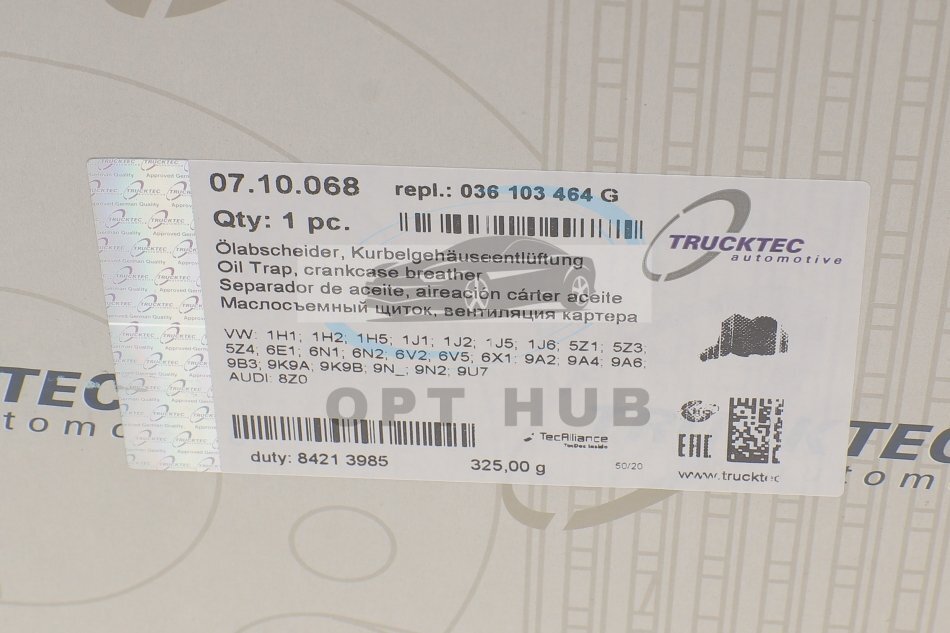 07.10.068 repl.: 036 103 464 G
Qty: 1 pc.
TRUCKTEC
automotive
Ölabscheider, Kurbelgehäuseentlüftung
Oil Trap, crankcase breather
Separador de aceite, aireación cárter aceite
Маслосъемный щиток, вентиляция картера
VW: 1H1; 1H2; 1H5; 1J1; 1J2; 1J5; 1J6; 5Z1; 5Z3;
5Z4; 6E1; 6N1; 6N2; 6V2; 6V5; 6X1; 9A2; 9A4; 9A6;
9B3; 9K9A; 9K9B; 9N_; 9N2; 9U7
AUDI: 8Z0
OPT HUB
TecAlliance
TecDoc Inside
EAC
duty: 8421 3985 325,00 g 50/20
www.trucktec